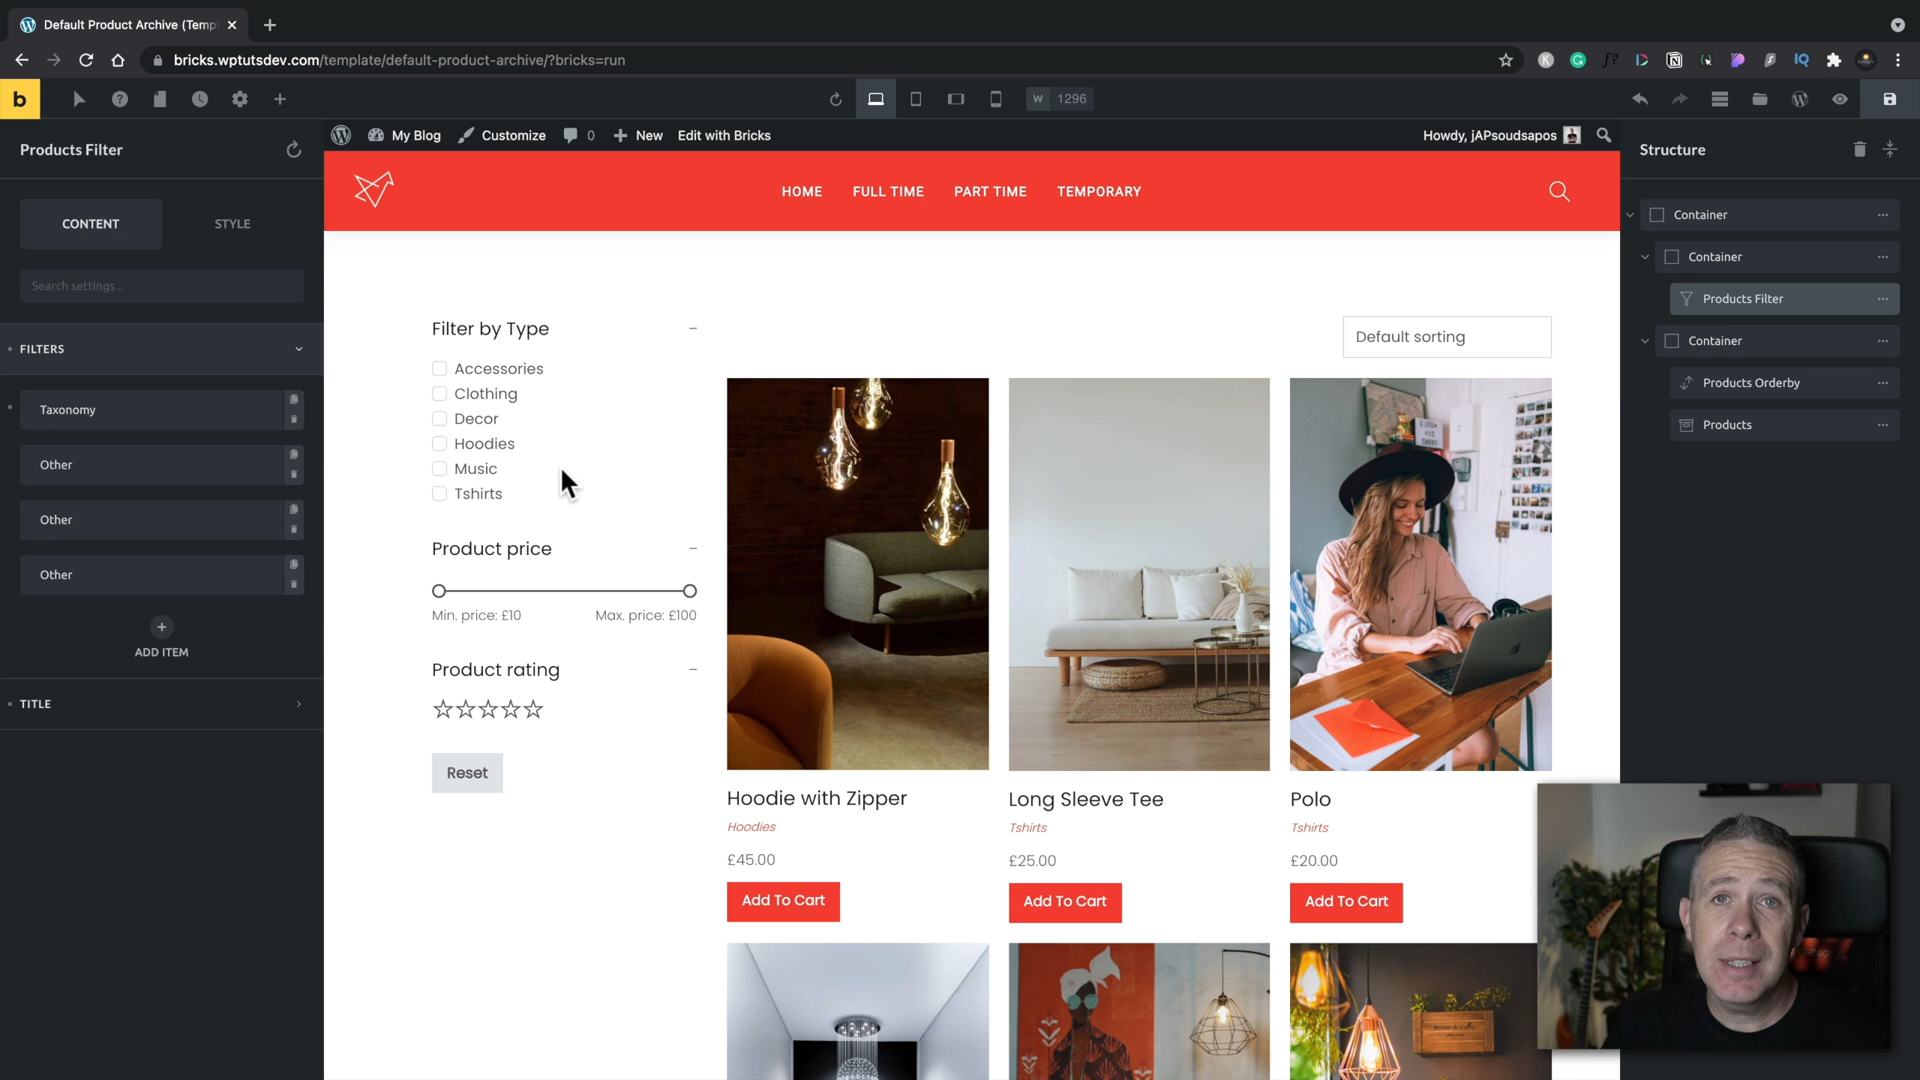 Default Product Archive (Temp
bricks.wptutsdev.com/template/default-product-archive/?bricks=run
b
W 1296
Products Filter
CONTENT
STYLE
Search settings ..
FILTERS
Taxonomy
Other
Other
Other
ADD ITEM
TITLE
My Blog
Customize
0
New
Edit with Bricks
Howdy, jAPsoudsapos
HOME
FULL TIME
PART TIME
TEMPORARY
Filter by Type
Accessories
Clothing
Decor
Hoodies
Music
Tshirts
Product price
Min. price: £10
Max. price: £100
Product rating
Reset
Default sorting
Hoodie with Zipper
Hoodies
£45.00
Add To Cart
Long Sleeve Tee
Tshirts
£25.00
Add To Cart
Polo
Tshirts
£20.00
Add To Cart
Structure
Container
Container
Products Filter
Container
Products Orderby
Products